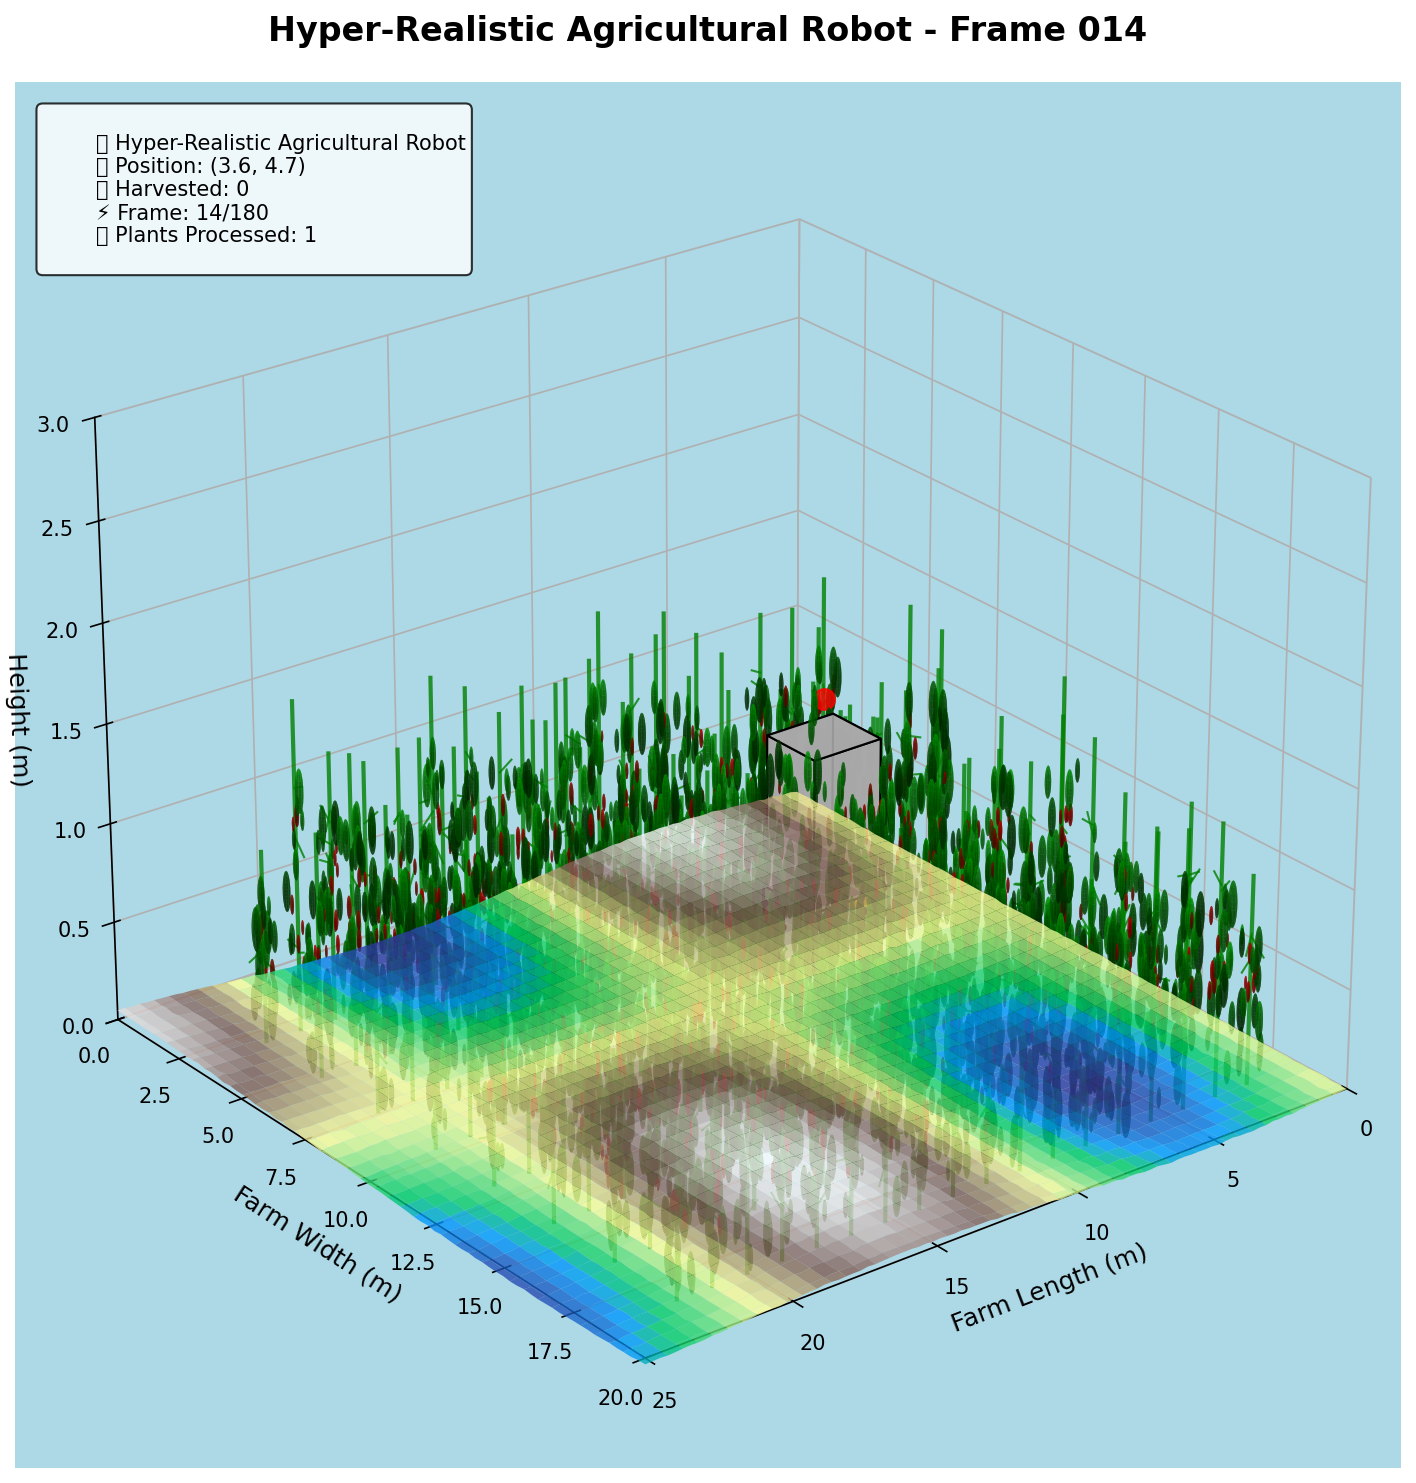 Hyper-Realistic Agricultural Robot - Frame 014
Hyper-Realistic Agricultural Robot
Position: (3.6, 4.7)
Harvested: 0
⚡ Frame: 14/180
Plants Processed: 1
3.0
2.5
2.0
1.5
1.0
0.5
0.0
Height (m)
0.0
2.5
5.0
7.5
10.0
12.5
15.0
17.5
20.0
Farm Width (m)
25
20
15
10
5
0
Farm Length (m)